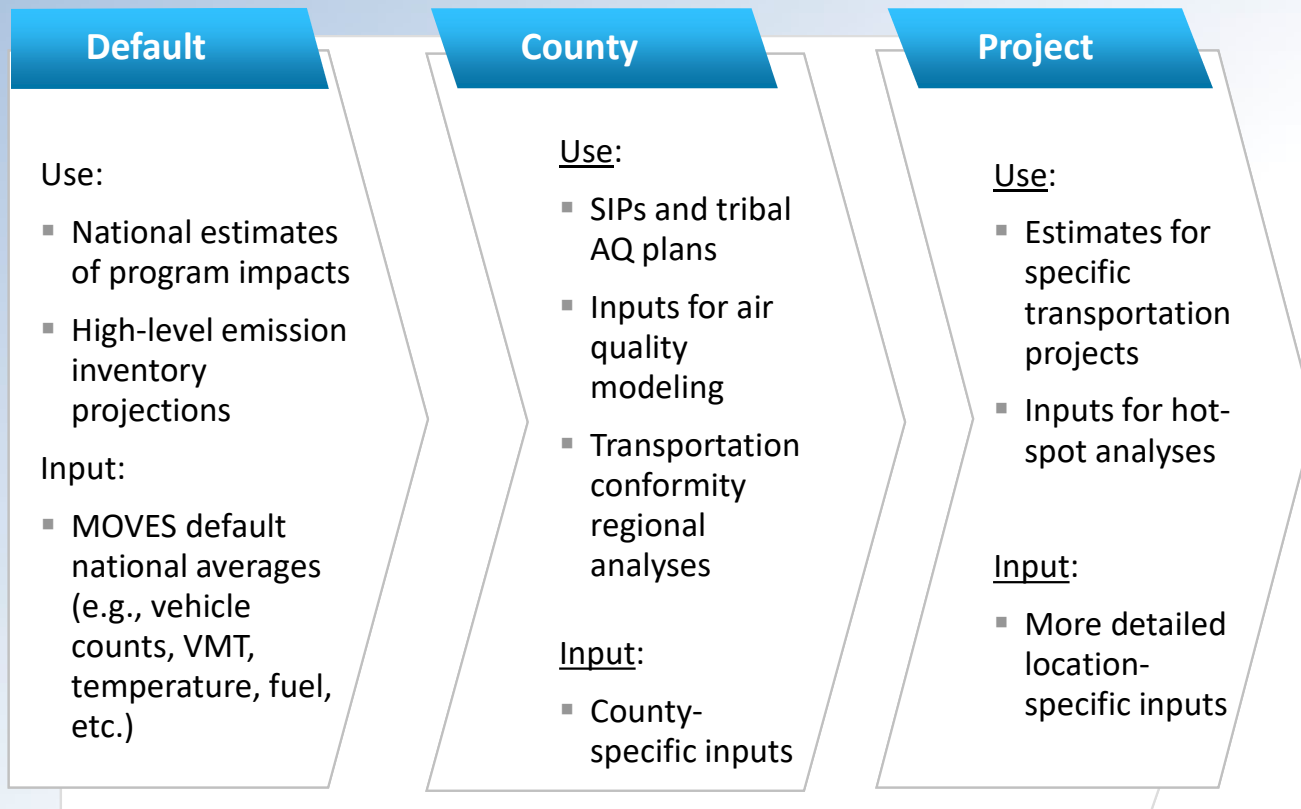 Default
Use:
▪ National estimates
of program impacts
▪ High-level emission
inventory
projections
Input:
▪ MOVES default
national averages
(e.g., vehicle
counts, VMT,
temperature, fuel,
etc.)
County
Use:
▪ SIPs and tribal
AQ plans
▪ Inputs for air
quality
modeling
▪ Transportation
conformity
regional
analyses
Input:
▪ County-
specific inputs
Project
Use:
▪ Estimates for
specific
transportation
projects
▪ Inputs for hot-
spot analyses
Input:
▪ More detailed
location-
specific inputs